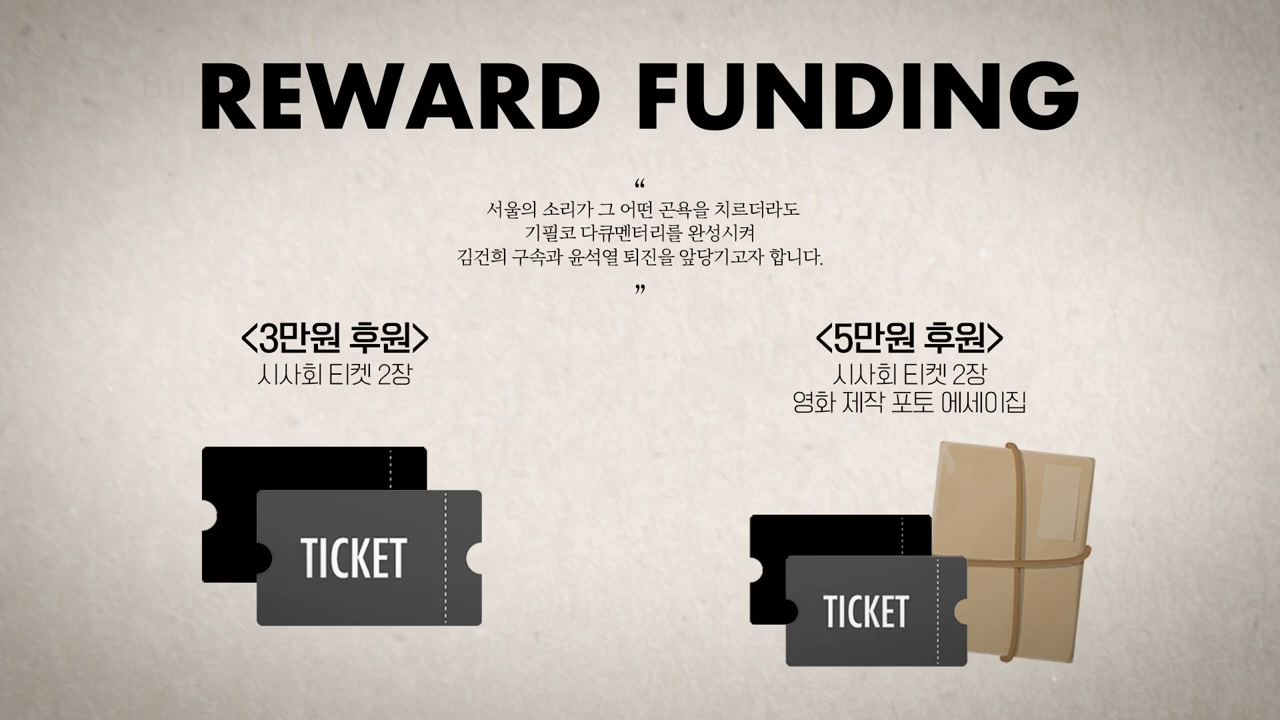 REWARD FUNDING
“
서울의 소리가 그 어떤 곤욕을 치르더라도
기필코 다큐멘터리를 완성시켜
김건희 구속과 윤석열 퇴진을 앞당기고자 합니다.
”
<3만원 후원>
시사회 티켓 2장
<5만원 후원>
시사회 티켓 2장
영화 제작 포토 에세이집
TICKET
TICKET